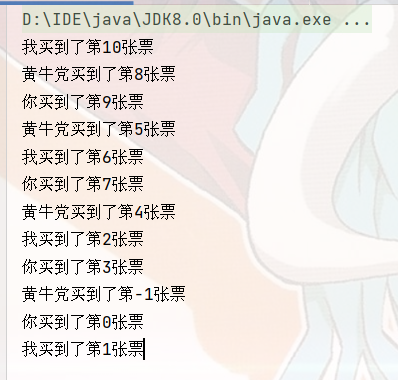 D:\IDE\java\JDK8.0\bin\java.exe ...
我买到了第10张票
黄牛党买到了第8张票
你买到了第9张票
黄牛党买到了第5张票
我买到了第6张票
你买到了第7张票
黄牛党买到了第4张票
我买到了第2张票
你买到了第3张票
黄牛党买到了第-1张票
你买到了第0张票
我买到了第1张票